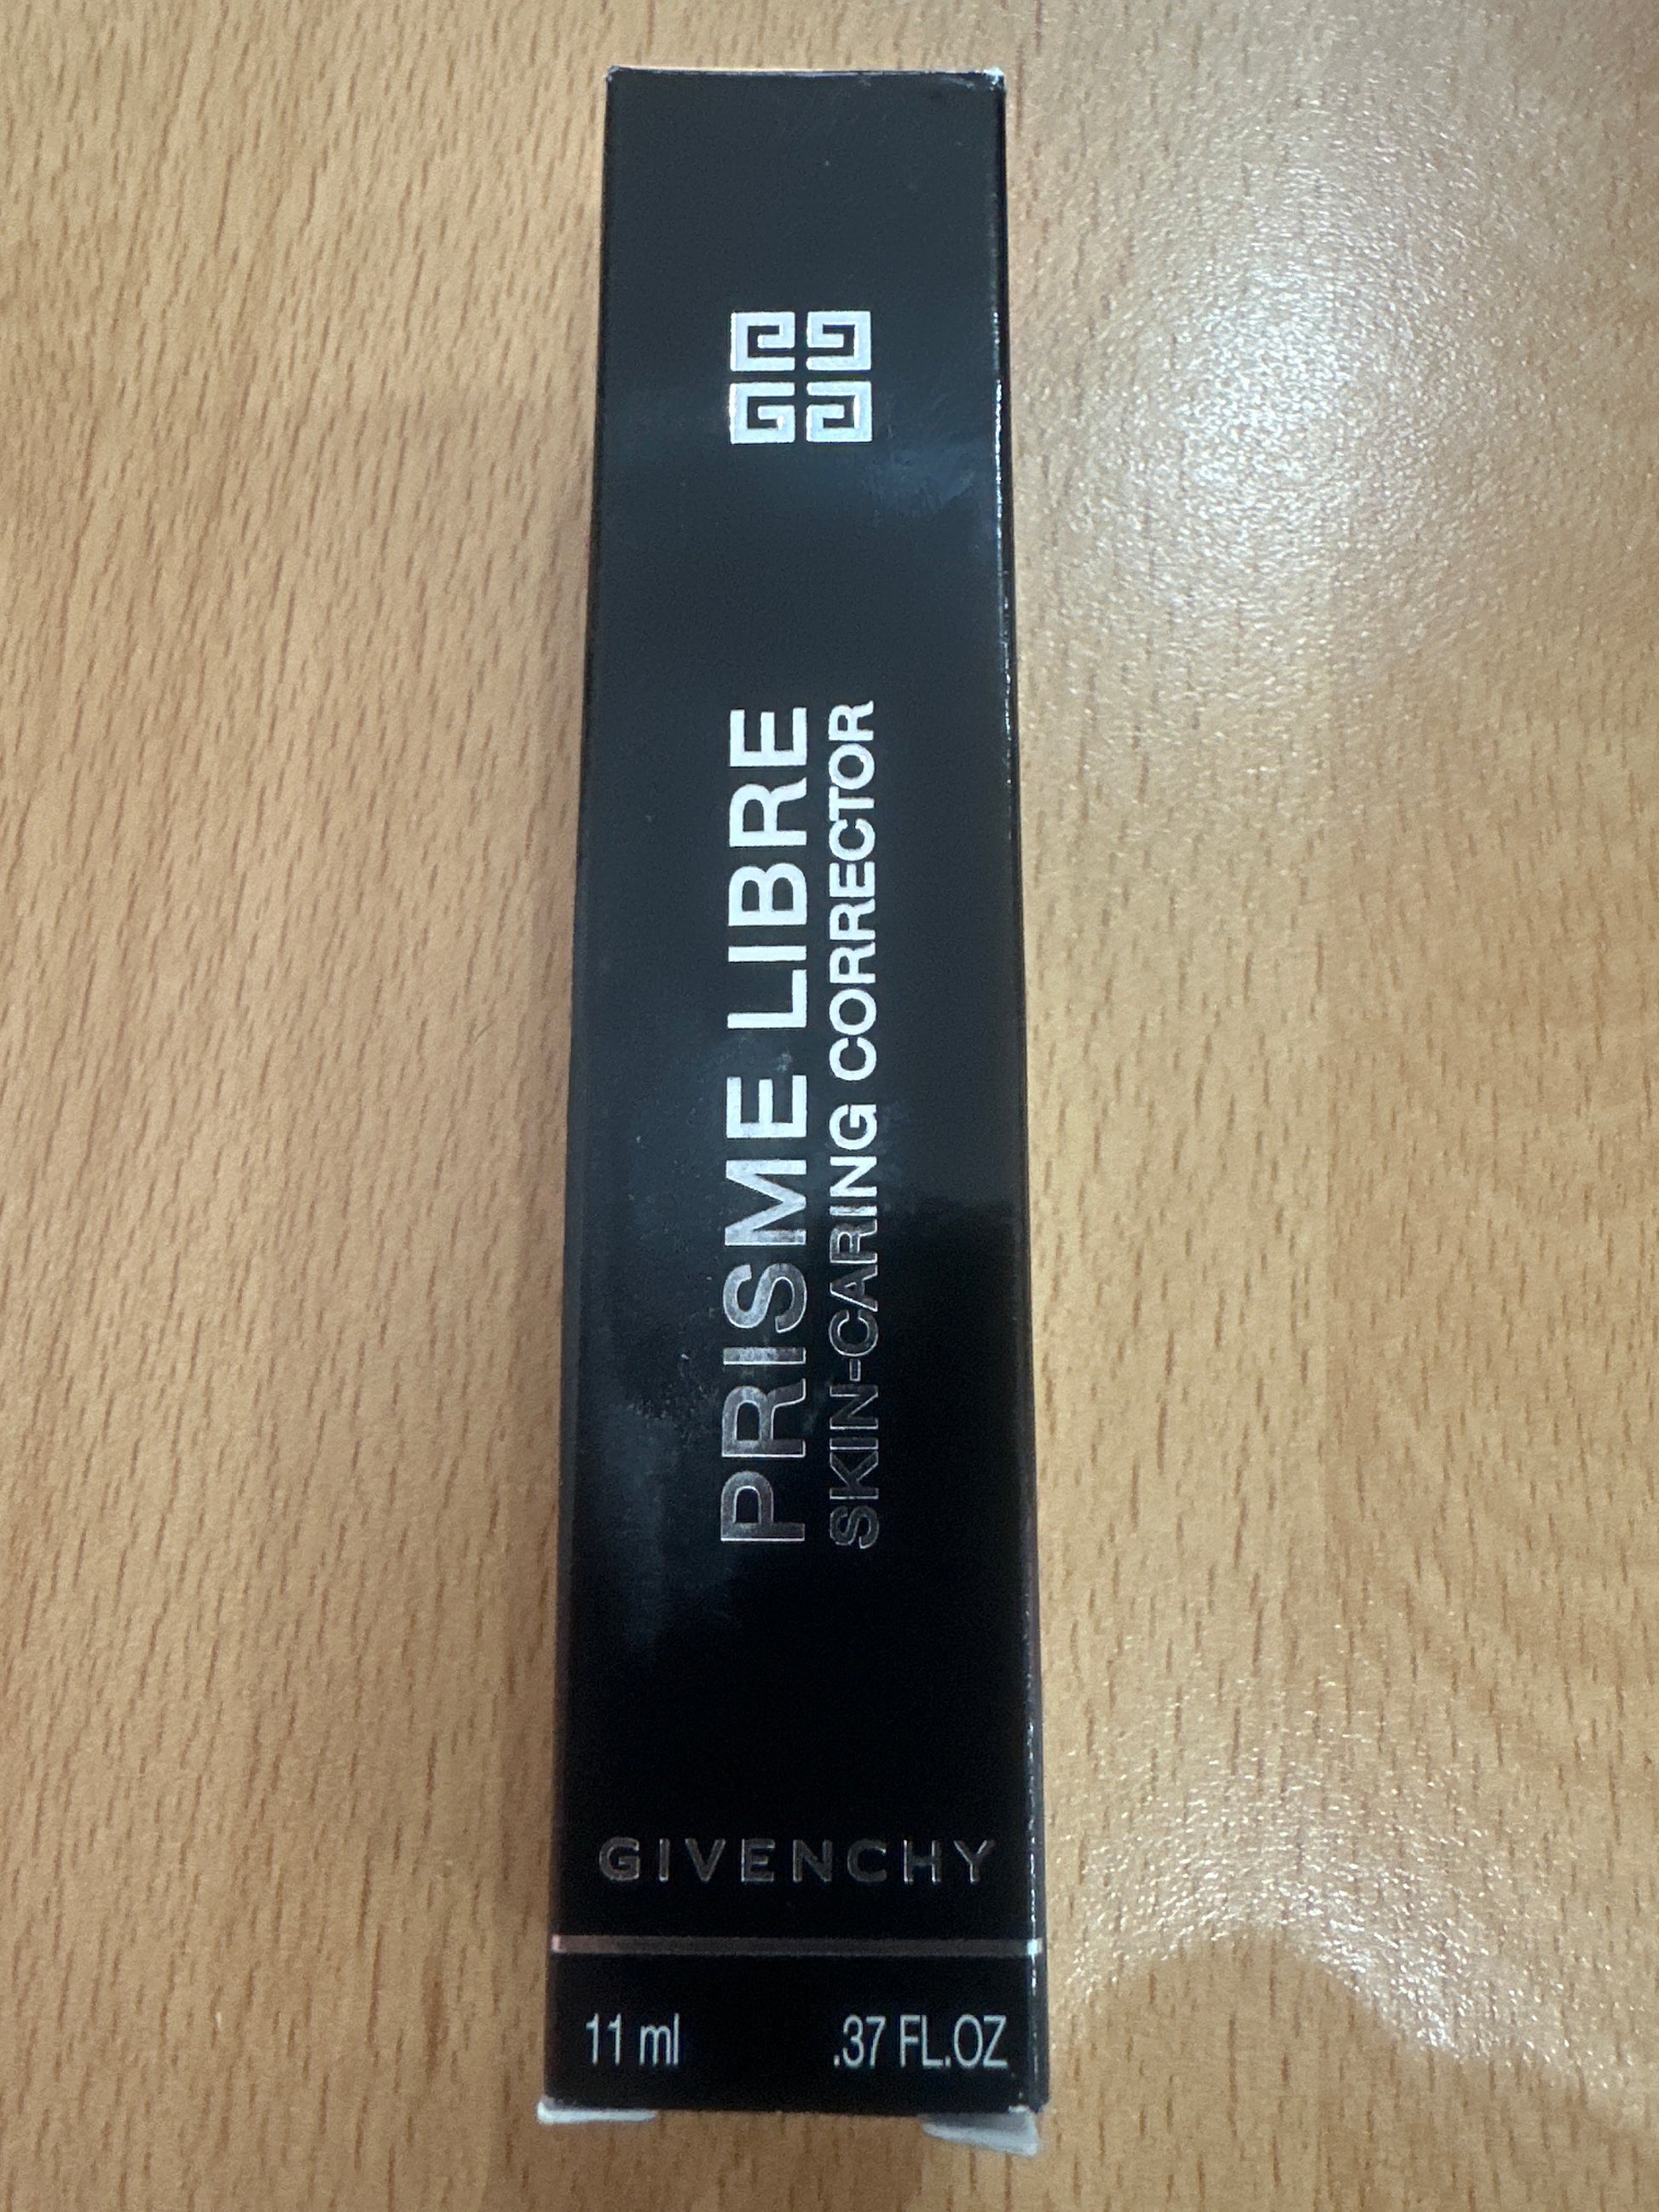 PRISME LIBRE
SKIN-CARING CORRECTOR
GIVENCHY
11 ml .37 FL.OZ